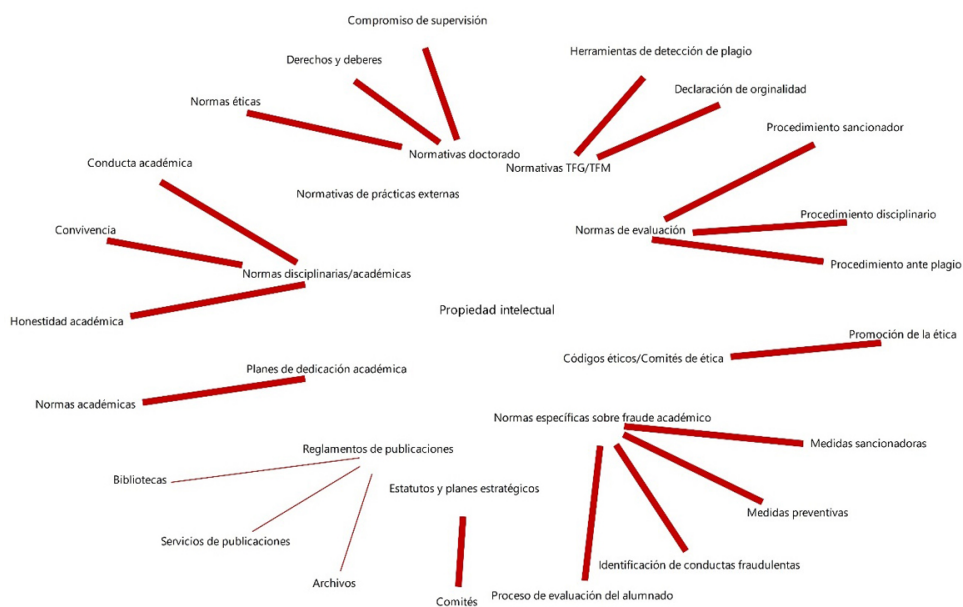 Compromiso de supervisión
Herramientas de detección de plagio
Derechos y deberes
Declaración de orginalidad
Normas éticas
Procedimiento sancionador
Normativas doctorado
Conducta académica
Normativas TFG/TFM
Normativas de prácticas externas
Procedimiento disciplinario
Convivencia
Normas de evaluación
Procedimiento ante plagio
Normas disciplinarias/académicas
Propiedad intelectual
Honestidad académica
Promoción de la ética
Códigos éticos/Comités de ética
Planes de dedicación académica
Normas académicas
Normas específicas sobre fraude académico
Medidas sancionadoras
Reglamentos de publicaciones
Bibliotecas
Estatutos y planes estratégicos
Medidas preventivas
Servicios de publicaciones
Identificación de conductas fraudulentas
Archivos
Proceso de evaluación del alumnado
Comités